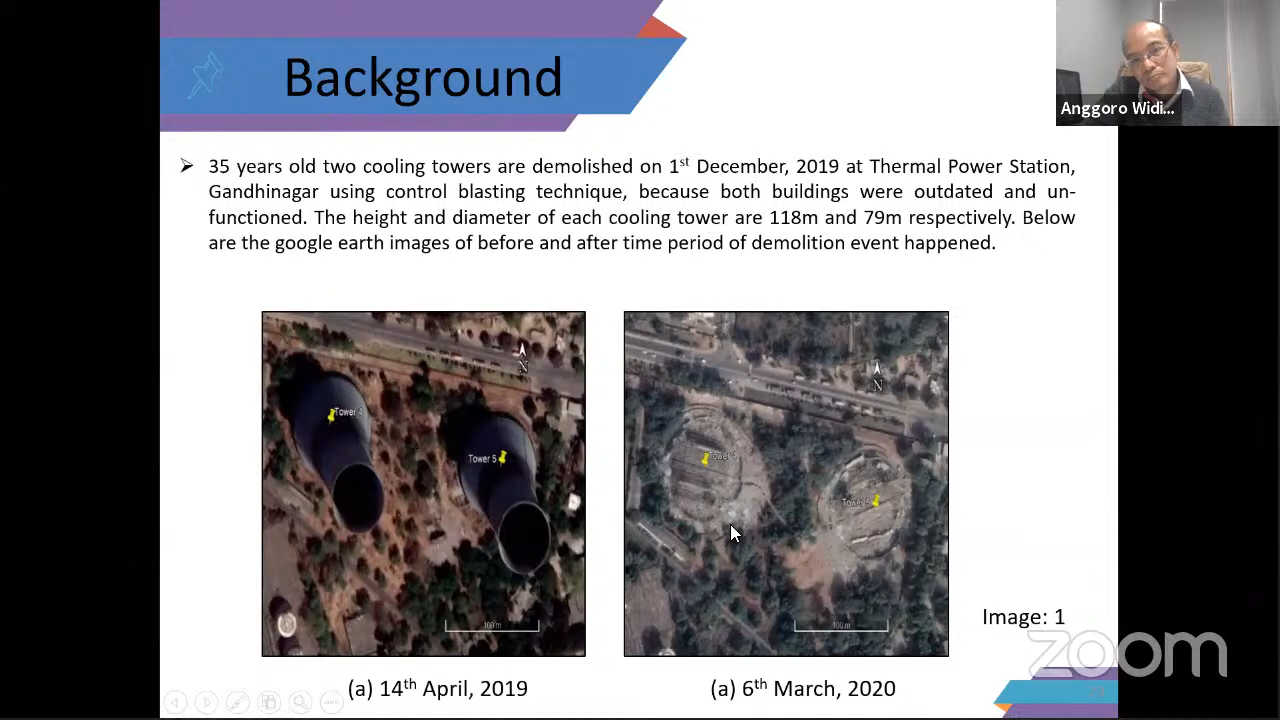 Background
Anggoro Widi...
➢ 35 years old two cooling towers are demolished on 1st December, 2019 at Thermal Power Station,
Gandhinagar using control blasting technique, because both buildings were outdated and un-
functioned. The height and diameter of each cooling tower are 118m and 79m respectively. Below
are the google earth images of before and after time period of demolition event happened.
N
Tower 4
Tower 5
100 m
N
Tower 4
Tower 5
100 m
Image: 1
zoom
(a) 14th April, 2019
(a) 6th March, 2020